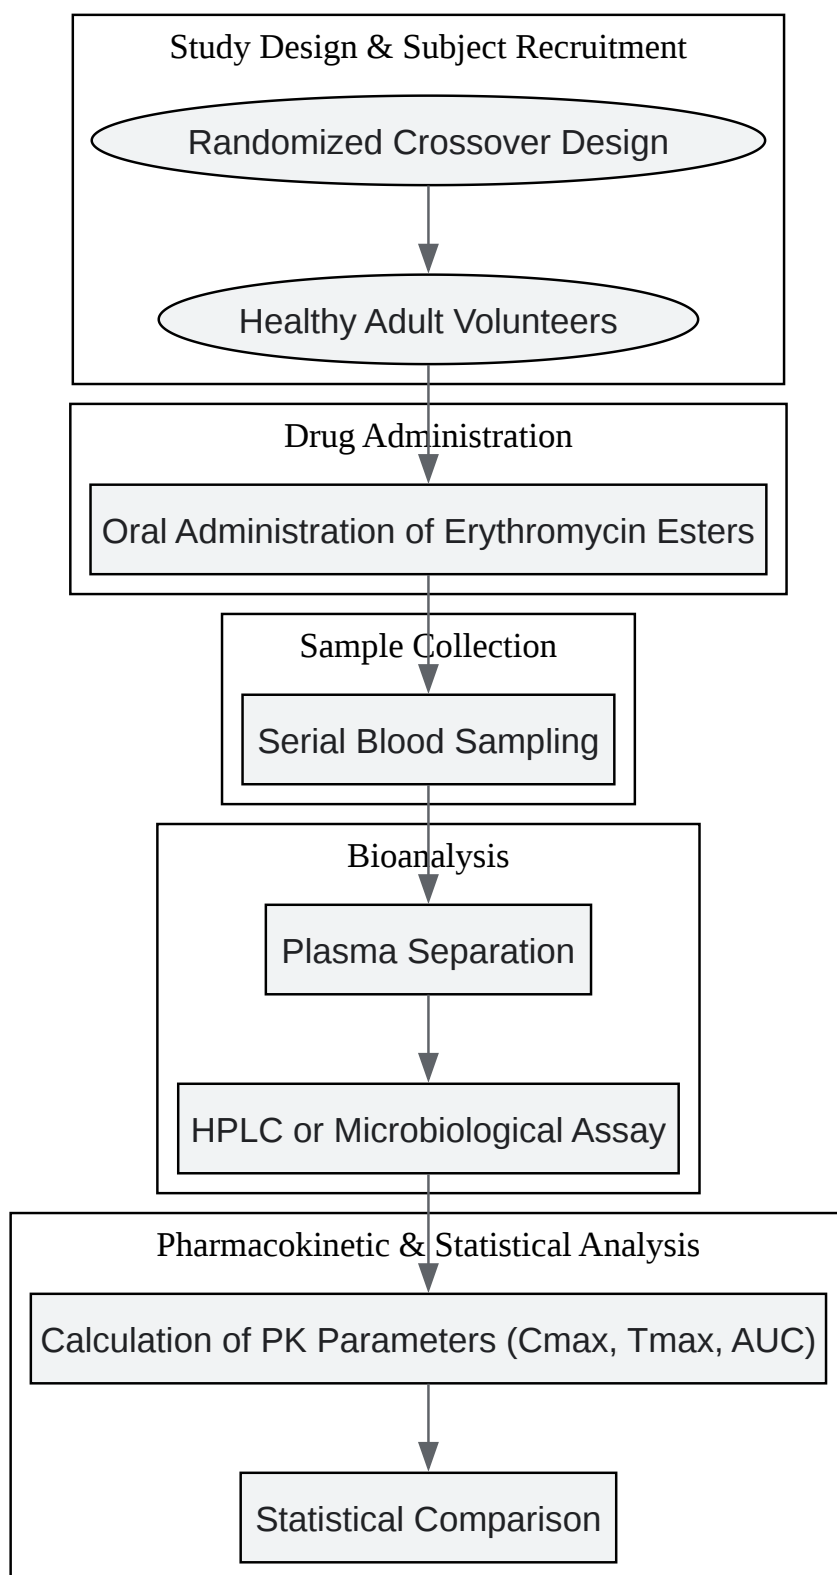 Study Design & Subject Recruitment
Randomized Crossover Design
Healthy Adult Volunteers
Drug Administration
Oral Administration of Erythromycin Esters
Sample Collection
Serial Blood Sampling
Bioanalysis
Plasma Separation
HPLC or Microbiological Assay
Pharmacokinetic & Statistical Analysis
Calculation of PK Parameters (Cmax, Tmax, AUC)
Statistical Comparison